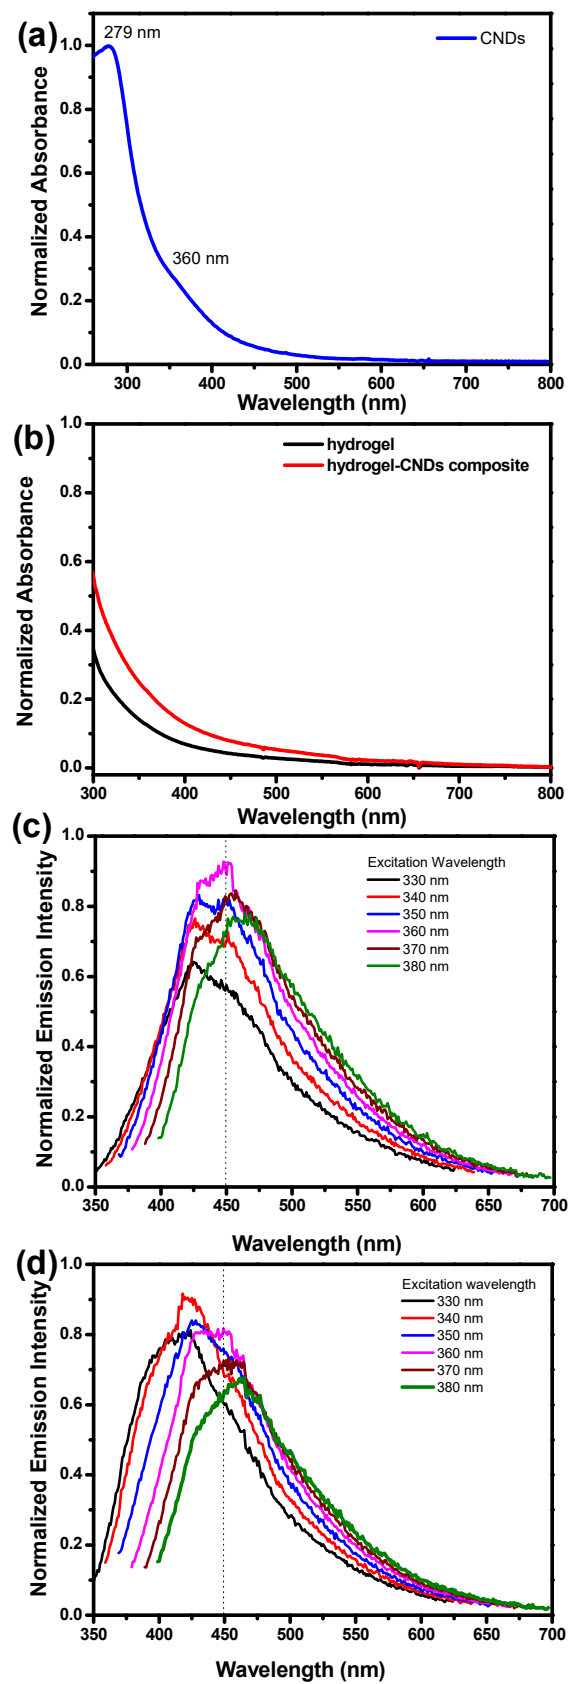 (a)
279 nm
CNDs
360 nm
Normalized Absorbance
1.0
0.8
0.6
0.4
0.2
0.0
300 400 500 600 700 800
Wavelength (nm)
(b)
hydrogel
hydrogel-CNDs composite
Normalized Absorbance
1.0
0.8
0.6
0.4
0.2
0.0
300 400 500 600 700 800
Wavelength (nm)
(c)
Excitation Wavelength
330 nm
340 nm
350 nm
360 nm
370 nm
380 nm
Normalized Emission Intensity
1.0
0.8
0.6
0.4
0.2
0.0
350 400 450 500 550 600 650 700
Wavelength (nm)
(d)
Excitation wavelength
330 nm
340 nm
350 nm
360 nm
370 nm
380 nm
Normalized Emission Intensity
1.0
0.8
0.6
0.4
0.2
0.0
350 400 450 500 550 600 650 700
Wavelength (nm)